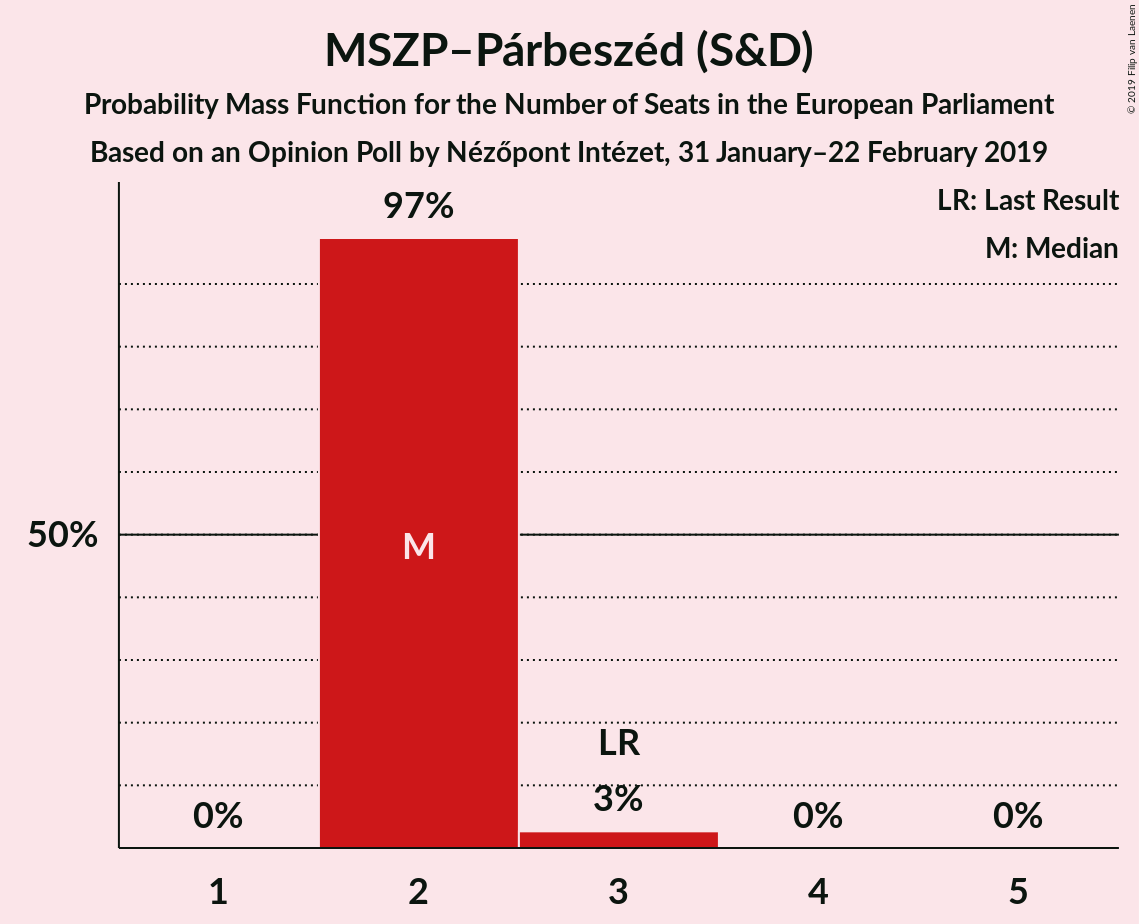 MSZP–Párbeszéd (S&D)
Probability Mass Function for the Number of Seats in the European Parliament
Based on an Opinion Poll by Nézőpont Intézet, 31 January–22 February 2019
© 2019 Filip van Laenen
LR: Last Result
M: Median
97%
50%
M
LR
0%
3%
0%
0%
1
2
3
4
5